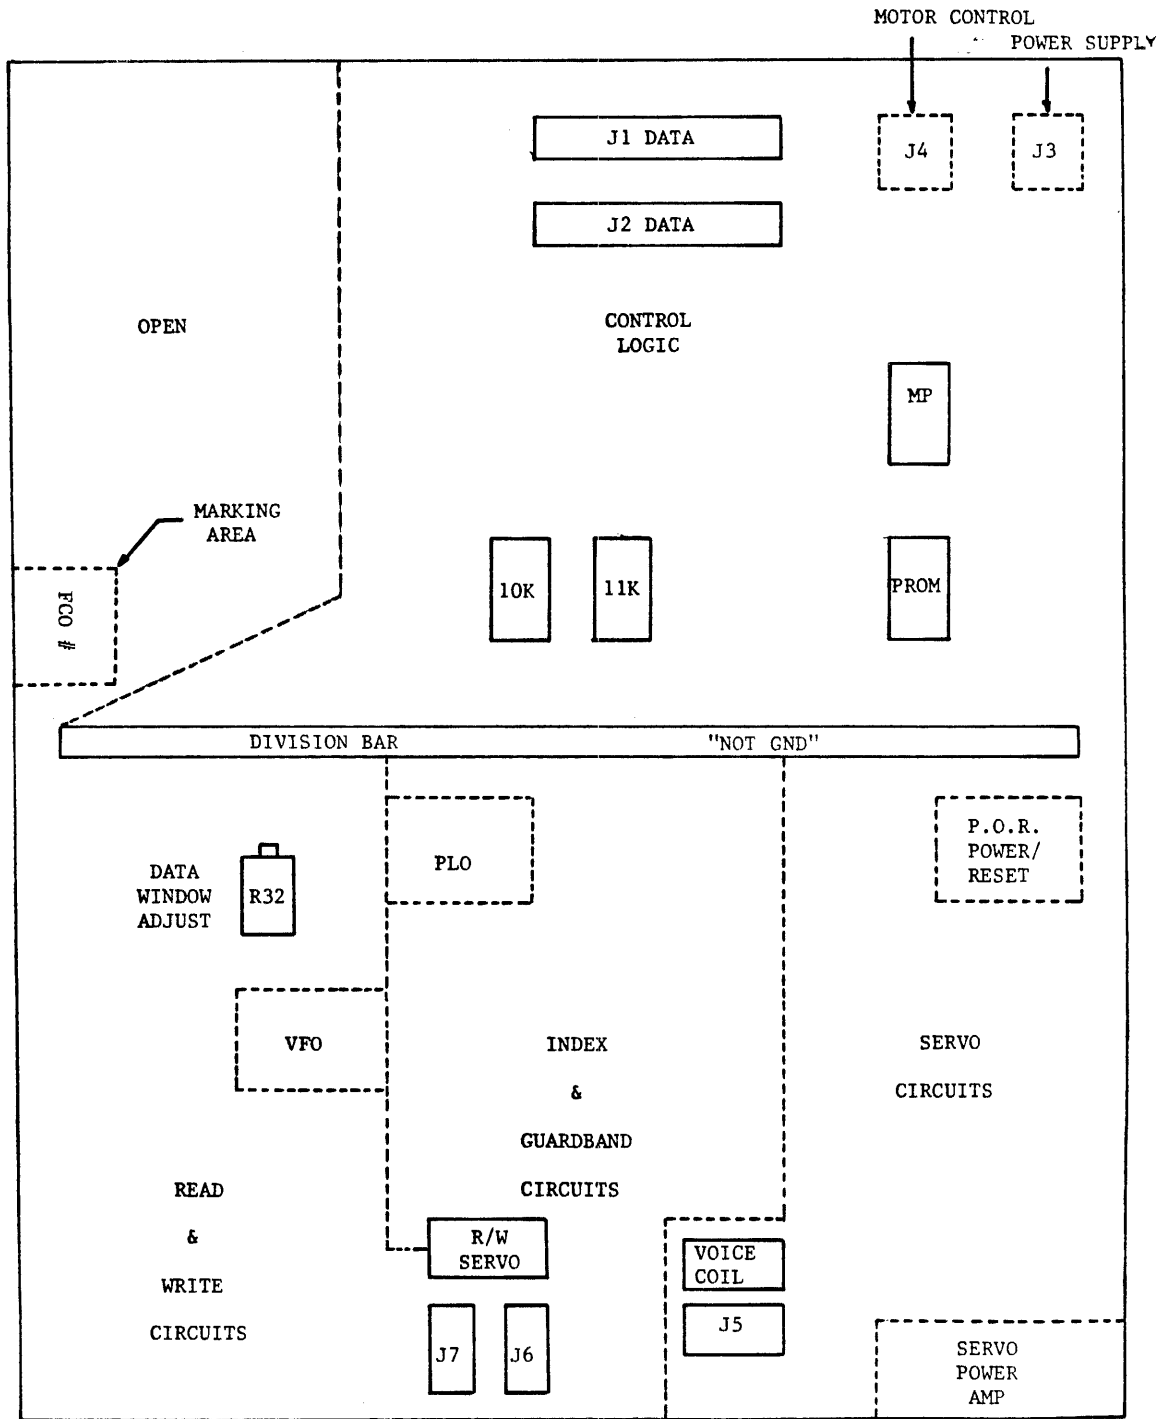 MOTOR CONTROL
POWER SUPPLY
J1 DATA
J4
J3
J2 DATA
OPEN
CONTROL
LOGIC
MP
MARKING
AREA
FCO #
10K
11K
PROM
DIVISION BAR
"NOT GND"
DATA
WINDOW
ADJUST
R32
PLO
P.O.R.
POWER/
RESET
VFO
INDEX
&
GUARDBAND
CIRCUITS
SERVO
CIRCUITS
READ
&
WRITE
CIRCUITS
R/W
SERVO
VOICE
COIL
J7
J6
J5
SERVO
POWER
AMP